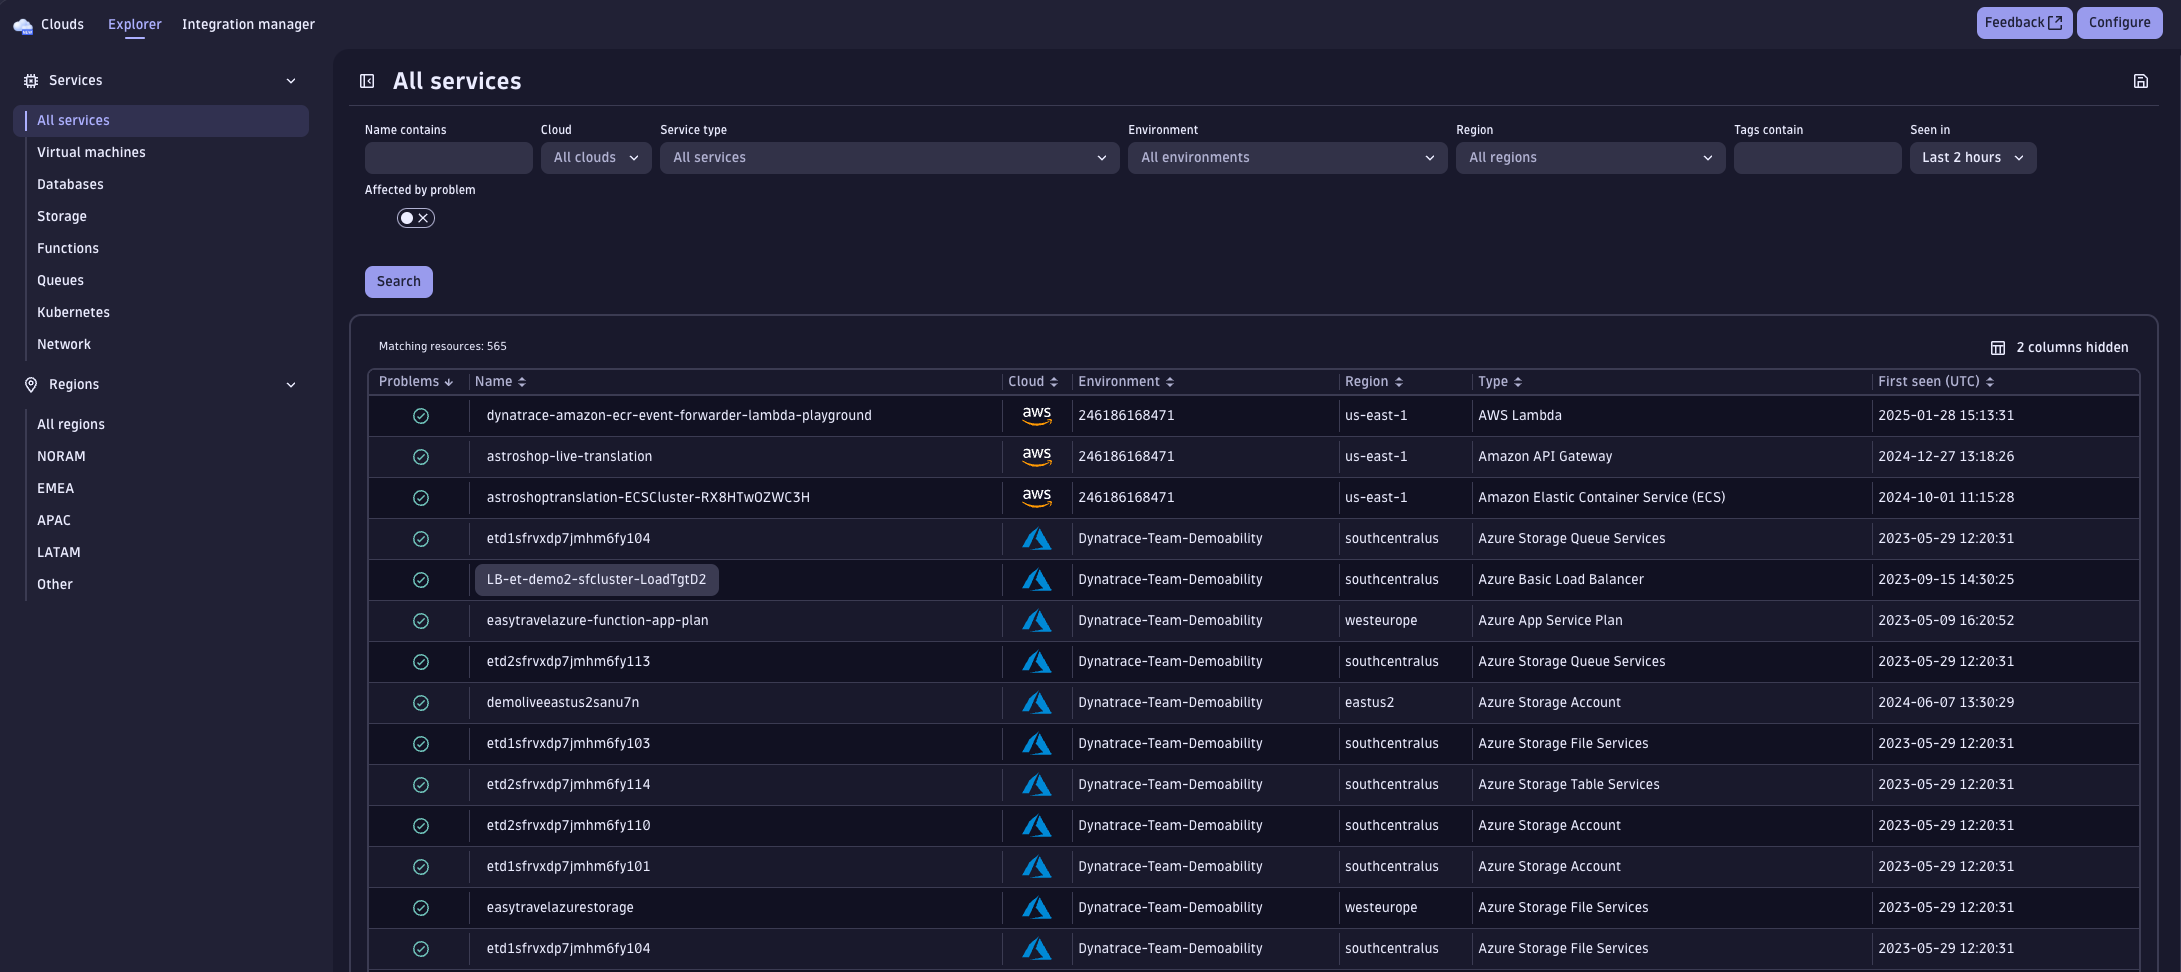 Clouds Explorer Integration manager Feedback Configure
Services
All services
Virtual machines
Databases
Storage
Functions
Queues
Kubernetes
Network
Regions
All regions
NORAM
EMEA
APAC
LATAM
Other
All services
Name contains Cloud Service type Environment Region Tags contain Seen in
All clouds All services All environments All regions Last 2 hours
Affected by problem
Search
Matching resources: 565 2 columns hidden
Problems Name Cloud Environment Region Type First seen (UTC)
dynatrace-amazon-ecr-event-forwarder-lambda-playground aws 246186168471 us-east-1 AWS Lambda 2025-01-28 15:13:31
astroshop-live-translation aws 246186168471 us-east-1 Amazon API Gateway 2024-12-27 13:18:26
astroshoptranslation-ECSCluster-RX8HTwOZWC3H aws 246186168471 us-east-1 Amazon Elastic Container Service (ECS) 2024-10-01 11:15:28
etd1sfrvxdp7jmhm6fy104 Dynatrace-Team-Demoability southcentralus Azure Storage Queue Services 2023-05-29 12:20:31
LB-et-demo2-sfcluster-LoadTgtD2 Dynatrace-Team-Demoability southcentralus Azure Basic Load Balancer 2023-09-15 14:30:25
easytravelazure-function-app-plan Dynatrace-Team-Demoability westeurope Azure App Service Plan 2023-05-09 16:20:52
etd2sfrvxdp7jmhm6fy113 Dynatrace-Team-Demoability southcentralus Azure Storage Queue Services 2023-05-29 12:20:31
demoliveeastus2sanu7n Dynatrace-Team-Demoability eastus2 Azure Storage Account 2024-06-07 13:30:29
etd1sfrvxdp7jmhm6fy103 Dynatrace-Team-Demoability southcentralus Azure Storage File Services 2023-05-29 12:20:31
etd2sfrvxdp7jmhm6fy114 Dynatrace-Team-Demoability southcentralus Azure Storage Table Services 2023-05-29 12:20:31
etd2sfrvxdp7jmhm6fy110 Dynatrace-Team-Demoability southcentralus Azure Storage Account 2023-05-29 12:20:31
etd1sfrvxdp7jmhm6fy101 Dynatrace-Team-Demoability southcentralus Azure Storage Account 2023-05-29 12:20:31
easytravelazurestorage Dynatrace-Team-Demoability westeurope Azure Storage File Services 2023-05-29 12:20:31
etd1sfrvxdp7jmhm6fy104 Dynatrace-Team-Demoability southcentralus Azure Storage File Services 2023-05-29 12:20:31